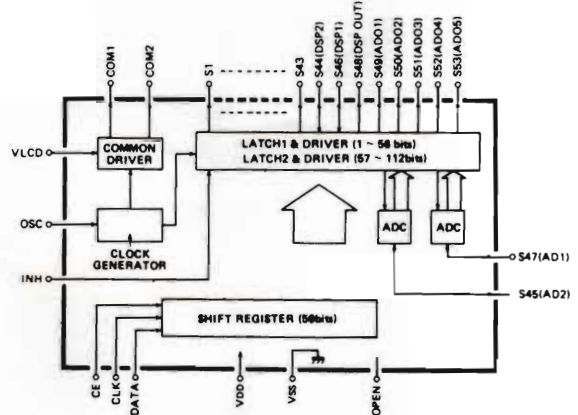 COM1
COM2
S1
S43
S44(DSP2)
S46(DSP1)
S48(DSP OUT)
S49(ADO1)
S50(ADO2)
S51(ADO3)
S52(ADO4)
S53(ADO5)
VLCD
COMMON
DRIVER
LATCH1 & DRIVER (1 ~ 56 bits)
LATCH2 & DRIVER (57 ~ 112bits)
OSC
CLOCK
GENERATOR
ADC
ADC
S47(AD1)
INH
S45(AD2)
SHIFT REGISTER (56bits)
CE
CLK
DATA
VDD
VSS
OPEN